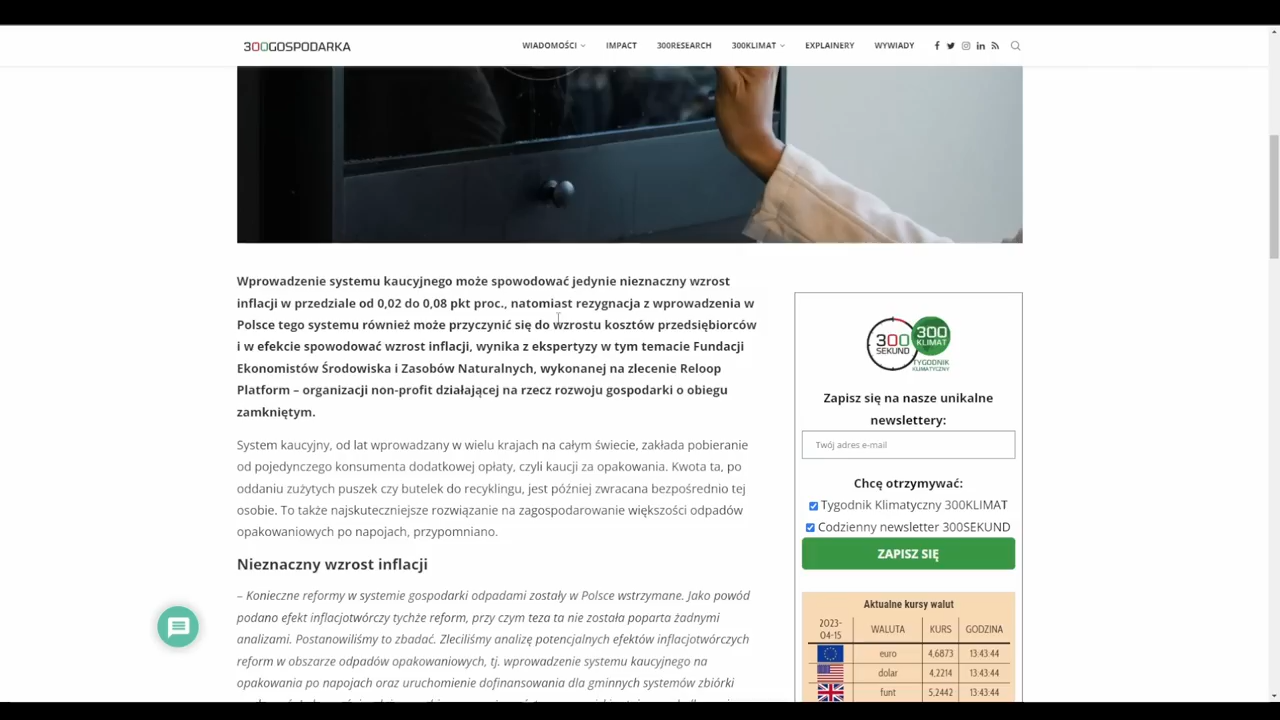 300GOSPODARKA
WIADOMOŚCI IMPACT 300RESEARCH 300KLIMAT EXPLAINERY WYWIADY
Wprowadzenie systemu kaucyjnego może spowodować jedynie nieznaczny wzrost
inflacji w przedziale od 0,02 do 0,08 pkt proc., natomiast rezygnacja z wprowadzenia w
Polsce tego systemu również może przyczynić się do wzrostu kosztów przedsiębiorców
i w efekcie spowodować wzrost inflacji, wynika z ekspertyzy w tym temacie Fundacji
Ekonomistów Środowiska i Zasobów Naturalnych, wykonanej na zlecenie Reloop
Platform – organizacji non-profit działającej na rzecz rozwoju gospodarki o obiegu
zamkniętym.
System kaucyjny, od lat wprowadzany w wielu krajach na całym świecie, zakłada pobieranie
od pojedynczego konsumenta dodatkowej opłaty, czyli kaucji za opakowania. Kwota ta, po
oddaniu zużytych puszek czy butelek do recyklingu, jest później zwracana bezpośrednio tej
osobie. To także najskuteczniejsze rozwiązanie na zagospodarowanie większości odpadów
opakowaniowych po napojach, przypomniano.
Nieznaczny wzrost inflacji
– Konieczne reformy w systemie gospodarki odpadami zostały w Polsce wstrzymane. Jako powód
podano efekt inflacjotwórczy tychże reform, przy czym teza ta nie została poparta żadnymi
analizami. Postanowiliśmy to zbadać. Zleciliśmy analizę potencjalnych efektów inflacjotwórczych
reform w obszarze odpadów opakowaniowych, tj. wprowadzenie systemu kaucyjnego na
opakowania po napojach oraz uruchomienie dofinansowania dla gminnych systemów zbiórki
300
SEKUND
300
KLIMAT
TYGODNIK
KLIMATYCZNY
Zapisz się na nasze unikalne
newslettery:
Twój adres e-mail
Chcę otrzymywać:
Tygodnik Klimatyczny 300KLIMAT
Codzienny newsletter 300SEKUND
ZAPISZ SIĘ
Aktualne kursy walut
2023-
04-15 WALUTA KURS GODZINA
euro 4,6873 13:43:44
dolar 4,2214 13:43:44
funt 5,2442 13:43:44